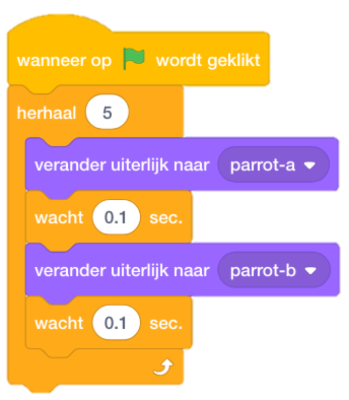 wanneer op wordt geklikt
herhaal 5
verander uiterlijk naar parrot-a
wacht 0.1 sec.
verander uiterlijk naar parrot-b
wacht 0.1 sec.